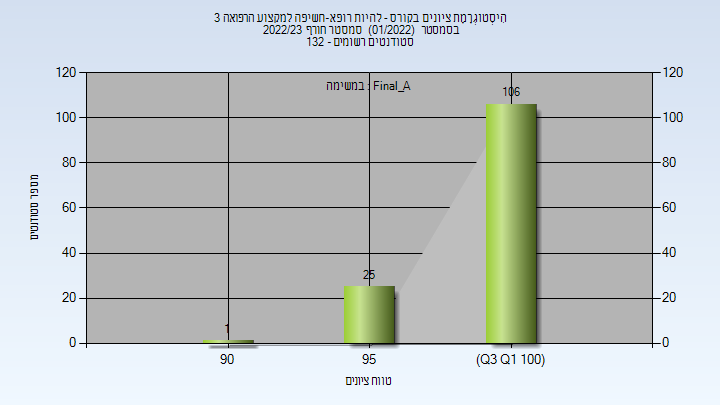 הִיסְטוֹגְרַמַת ציונים בקורס - להיות רופא-חשיפה למקצוע הרפואה 3
בסמסטר (01/2022) סמסטר חורף 2022/23
סטודנטים רשומים - 132
במשימה : Final_A
120 120
100 100
80 80
60 60
40 40
20 20
0 0
106
25
1
מספר סטודנטים
90 95 (Q3 Q1 100)
טווח ציונים